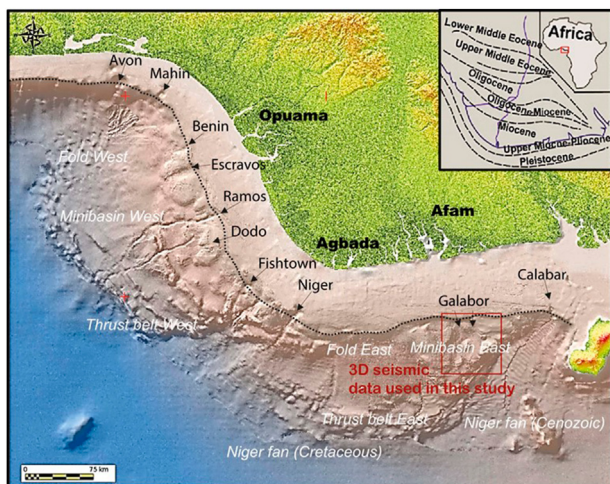 Avon
Mahin
Opuama
Benin
Fold West
Escravos
Minibasin West
Ramos
Afam
Dodo
Agbada
Fishtown
Calabar
Niger
Galabor
Thrust belt West
Fold East
Minibasin East
3D seismic
data used in this study
Thrust belt East
Niger fan (Cenozoic)
Niger fan (Cretaceous)
0
75 km
Lower Middle Eocene
Upper Middle Eocene
Oligocene
Oligocene-Miocene
Miocene
Upper Miocne-Pliocene
Pleistocene
Africa